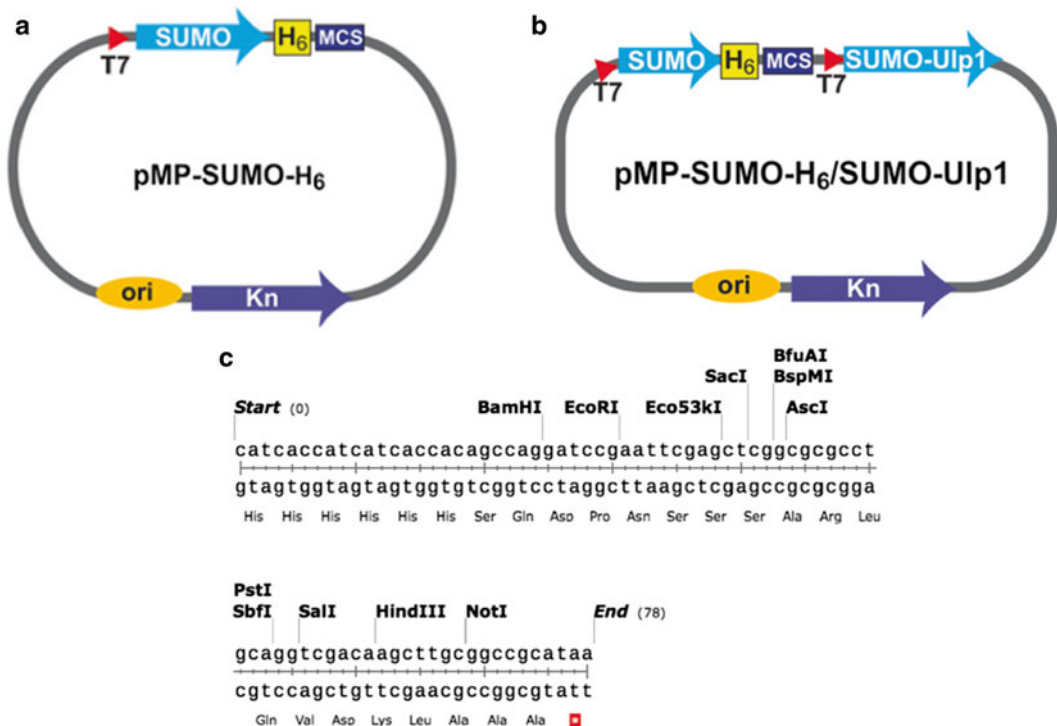 a
SUMO
H6
MCS
T7
pMP-SUMO-H6
ori
Kn
b
SUMO
H6
MCS
SUMO-Ulp1
T7
T7
pMP-SUMO-H6/SUMO-Ulp1
ori
Kn
c
BfuAI
SacI BspMI
Start (0) BamHI EcoRI Eco53kI AscI
catcaccatcatcaccacagccaggatccgaattcgagctcggcgcgcct
gtagtggtagtagtggtgtcggtcctaggcttaagctcgagccgcgcgga
His His His His His His Ser Gln Asp Pro Asn Ser Ser Ser Ala Arg Leu
PstI
SbfI SalI HindIII NotI End (78)
gcaggtcgacaagcttgcggccgcataa
cgtccagctgttcgaacgccggcgtatt
Gln Val Asp Lys Leu Ala Ala Ala